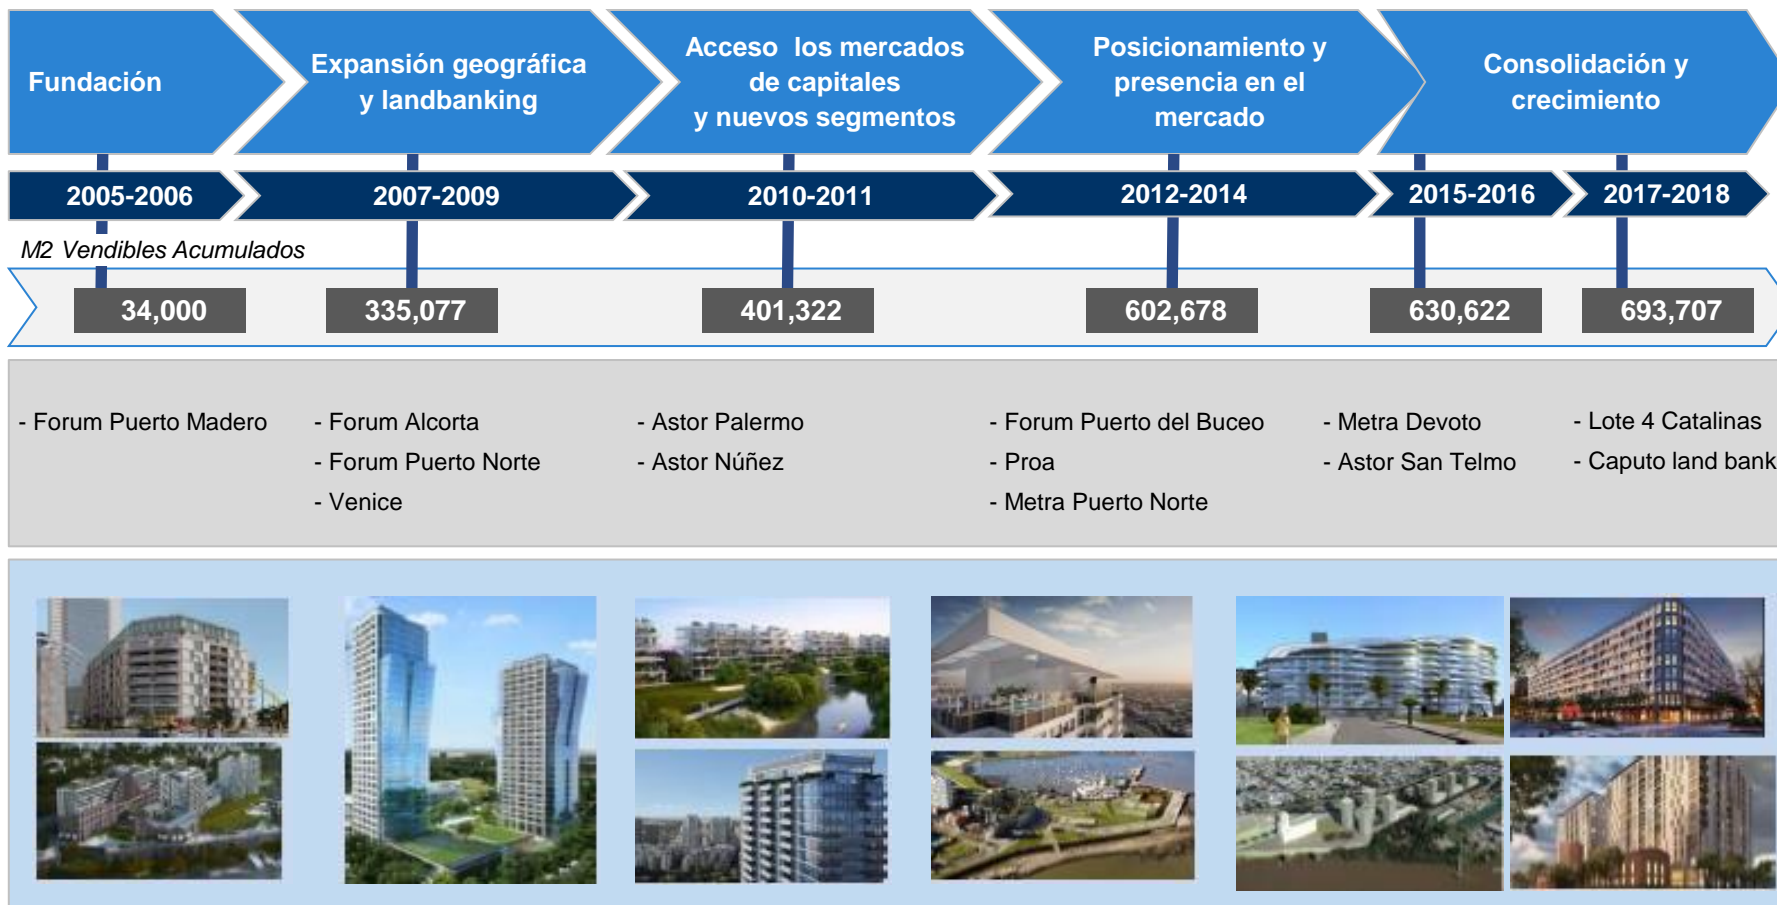 Fundación
Expansión geográfica
y landbanking
Acceso los mercados
de capitales
y nuevos segmentos
Posicionamiento y
presencia en el
mercado
Consolidación y
crecimiento
2005-2006
2007-2009
2010-2011
2012-2014
2015-2016
2017-2018
M2 Vendibles Acumulados
34,000
335,077
401,322
602,678
630,622
693,707
- Forum Puerto Madero
- Forum Alcorta
- Forum Puerto Norte
- Venice
- Astor Palermo
- Astor Núñez
- Forum Puerto del Buceo
- Proa
- Metra Puerto Norte
- Metra Devoto
- Astor San Telmo
- Lote 4 Catalinas
- Caputo land bank